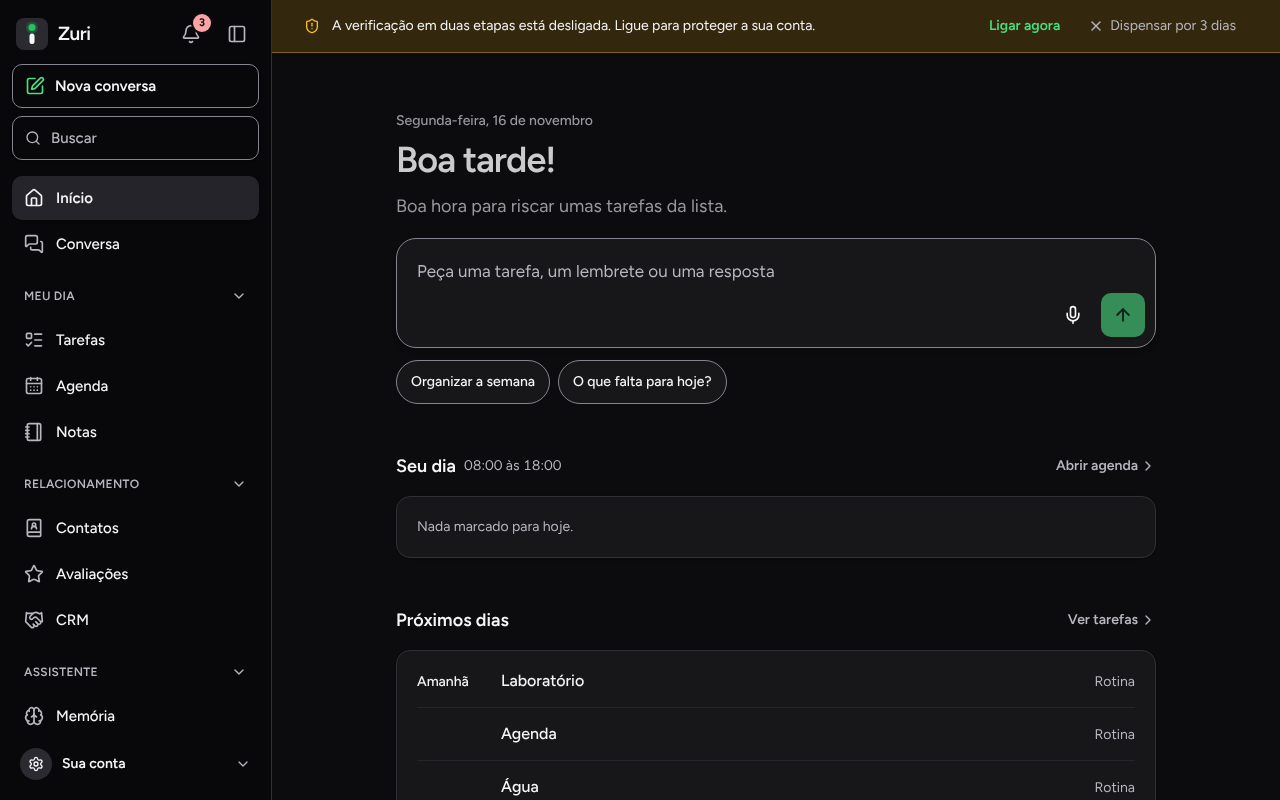 Zuri
3
Nova conversa
Buscar
Início
Conversa
MEU DIA
Tarefas
Agenda
Notas
RELACIONAMENTO
Contatos
Avaliações
CRM
ASSISTENTE
Memória
Sua conta
A verificação em duas etapas está desligada. Ligue para proteger a sua conta.
Ligar agora
Dispensar por 3 dias
Segunda-feira, 16 de novembro
Boa tarde!
Boa hora para riscar umas tarefas da lista.
Peça uma tarefa, um lembrete ou uma resposta
Organizar a semana
O que falta para hoje?
Seu dia 08:00 às 18:00
Abrir agenda
Nada marcado para hoje.
Próximos dias
Ver tarefas
Amanhã Laboratório Rotina
Agenda Rotina
Água Rotina